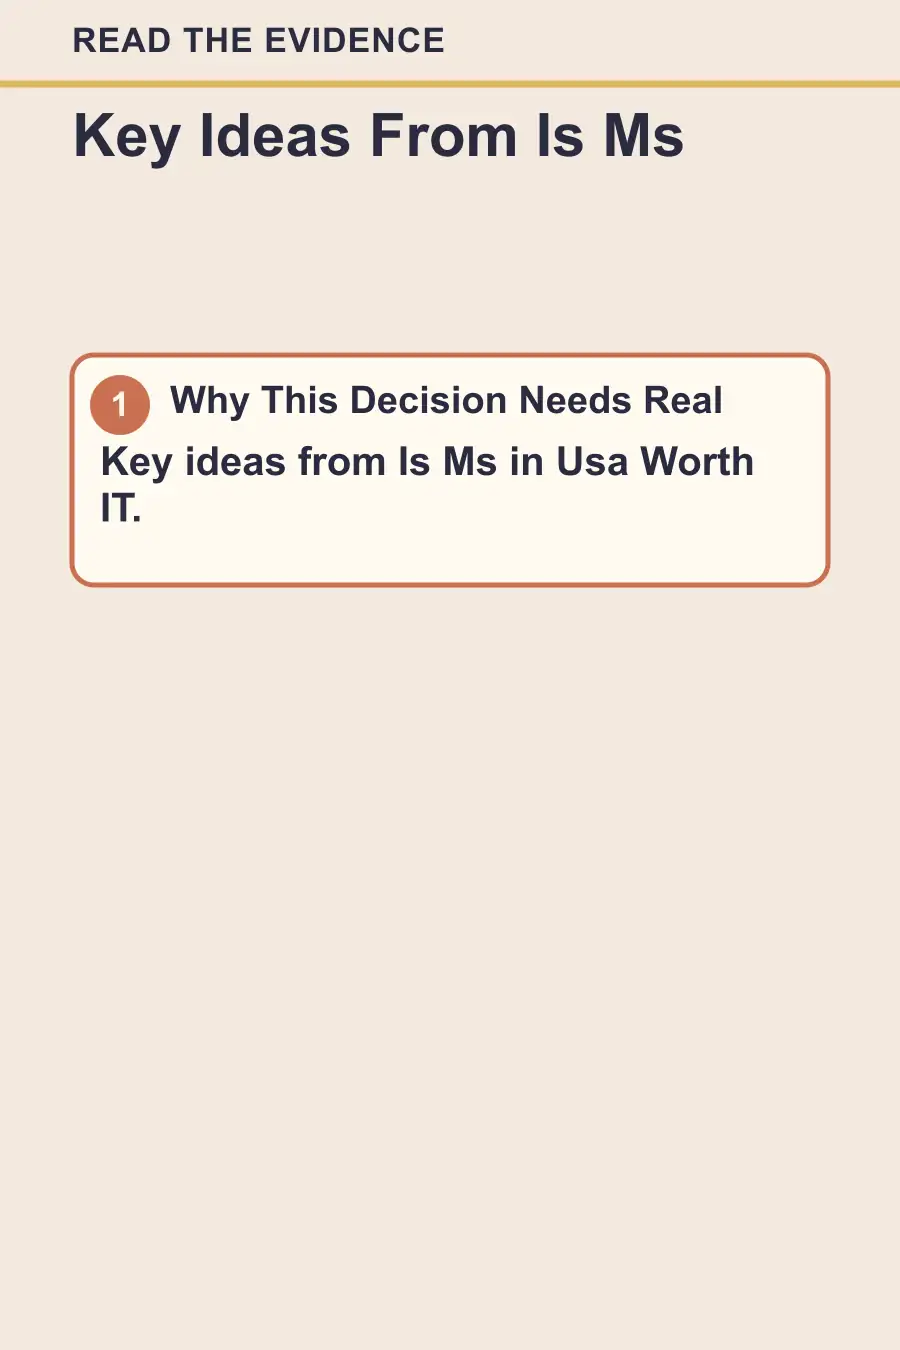 READ THE EVIDENCE
Key Ideas From Is Ms
1 Why This Decision Needs Real
Key ideas from Is Ms in Usa Worth
IT.